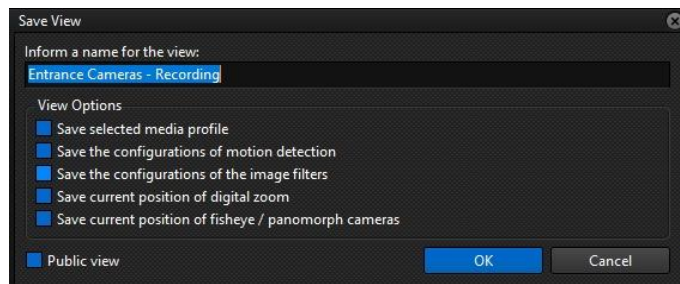 Save View
Inform a name for the view:
Entrance Cameras - Recording
View Options
Save selected media profile
Save the configurations of motion detection
Save the configurations of the image filters
Save current position of digital zoom
Save current position of fisheye / panomorph cameras
Public view
OK
Cancel